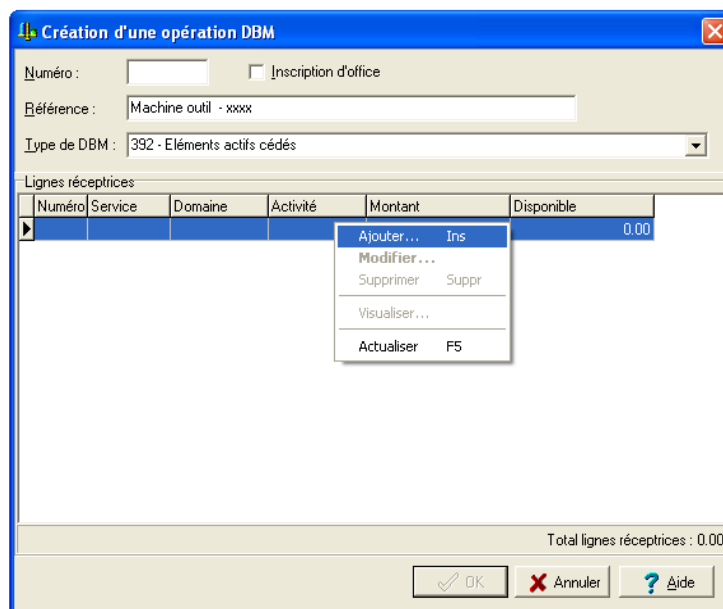 Création d'une opération DBM
Numéro : Inscription d'office
Référence : Machine outil - xxxx
Type de DBM : 392 - Eléments actifs cédés
Lignes réceptrices
Numéro Service Domaine Activité Montant Disponible
0.00
Ajouter... Ins
Modifier...
Supprimer Suppr
Visualiser...
Actualiser F5
Total lignes réceptrices : 0.00
OK Annuler ? Aide